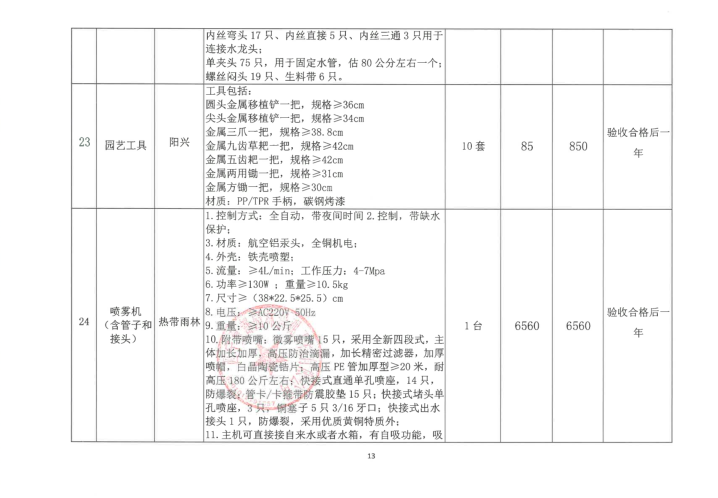 内丝弯头 17 只、内丝直接 5 只、内丝三通 3 只用于
连接水龙头；
单夹头 75 只，用于固定水管，估 80 公分左右一个；
螺丝闷头 19 只、生料带 6 只。
23
园艺工具
阳兴
工具包括：
圆头金属移植铲一把，规格≥36cm
尖头金属移植铲一把，规格≥34cm
金属三爪一把，规格≥38.8cm
金属九齿草耙一把，规格≥42cm
金属五齿耙一把，规格≥42cm
金属两用锄一把，规格≥31cm
金属方锄一把，规格≥30cm
材质：PP/TPR 手柄，碳钢烤漆
10 套
85
850
验收合格后一
年
24
喷雾机
（含管子和
接头）
热带雨林
1.控制方式：全自动，带夜间时间 2.控制，带缺水
保护；
3.材质：航空铝汞头，全铜机电；
4.外壳：铁壳喷塑；
5.流量：≥4L/min；工作压力：4-7Mpa
6.功率≥130W ；重量≥10.5kg
7.尺寸≥（38*22.5*25.5）cm
8.电压：≥AC220V 50Hz
9.重量：≥10 公斤
10.附带喷嘴：微雾喷嘴 15 只，采用全新四段式，主
体加长加厚，高压防治滴漏，加长精密过滤器，加厚
喷帽，白晶陶瓷锆片；高压 PE 管加厚型≥20 米，耐
高压 180 公斤左右；快接式直通单孔喷座，14 只，
防爆裂；管卡/卡箍带防震胶垫 15 只；快接式堵头单
孔喷座，3 只，铜塞子 5 只 3/16 牙口；快接式出水
接头 1 只，防爆裂，采用优质黄铜特质外；
11.主机可直接接自来水或者水箱，有自吸功能，吸
1 台
6560
6560
验收合格后一
年
13